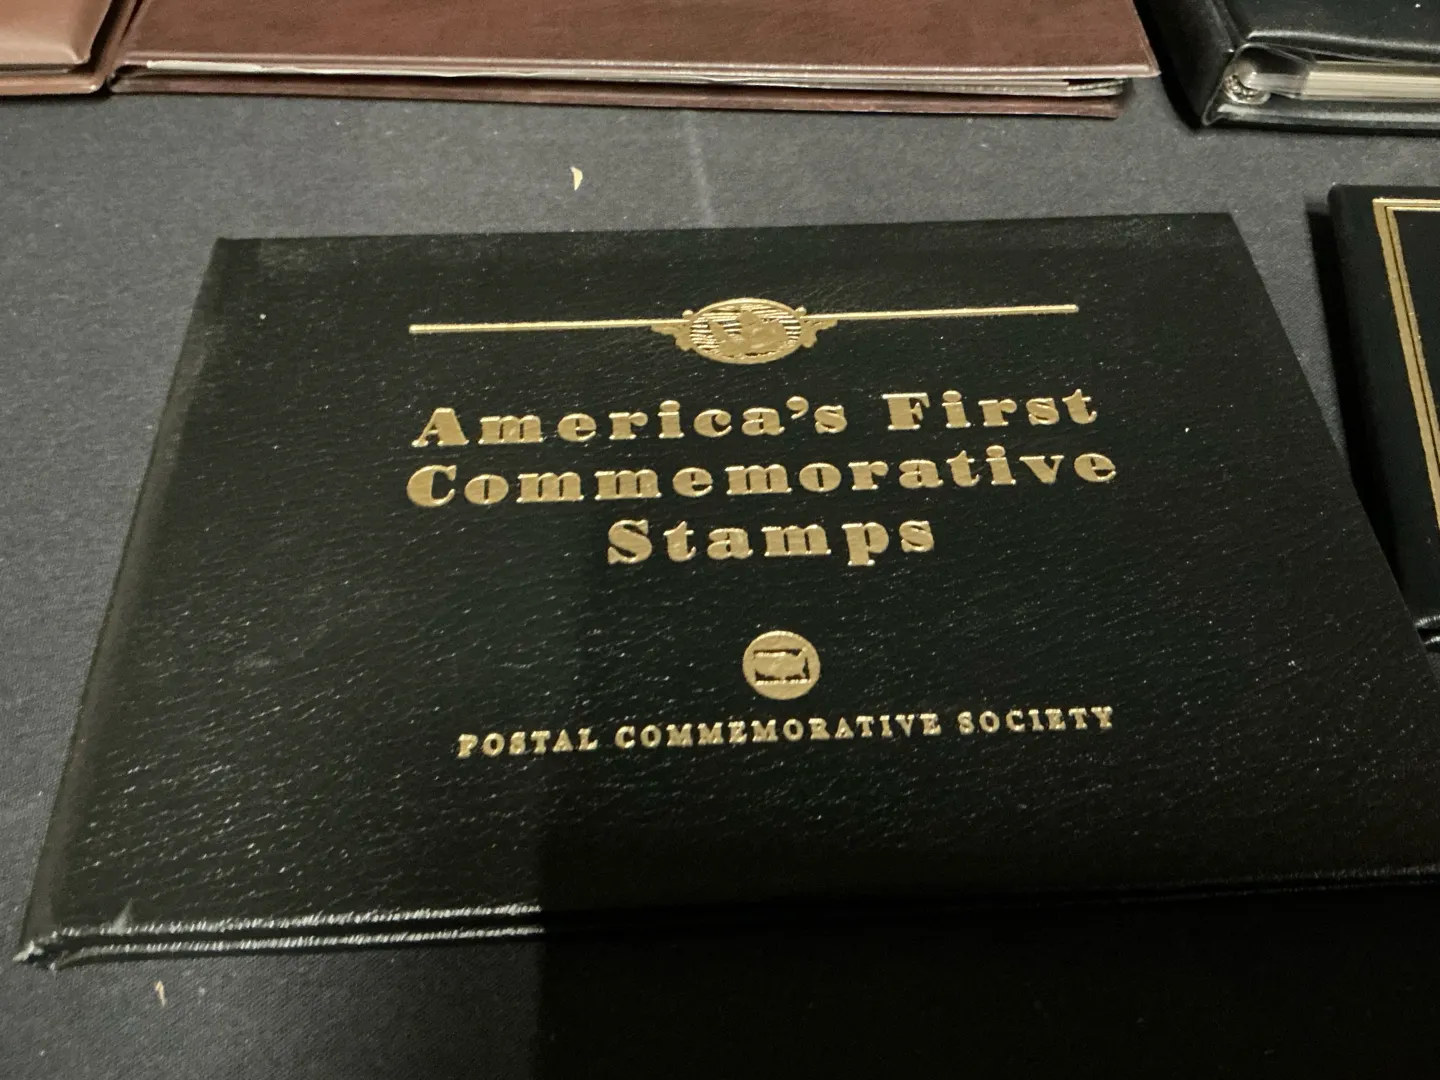 America's First
Commemorative
Stamps
POSTAL COMMEMORATIVE SOCIETY